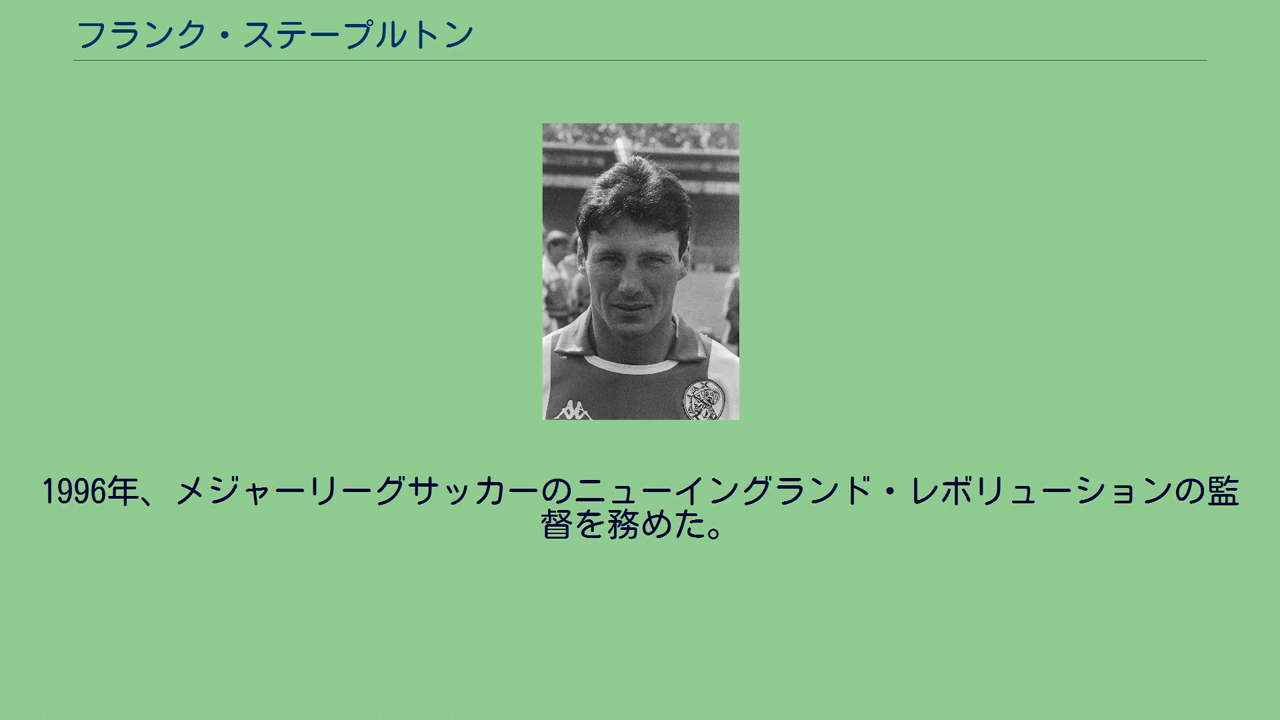 フランク・ステープルトン
AJAX
1996年、メジャーリーグサッカーのニューイングランド・レボリューションの監
督を務めた。